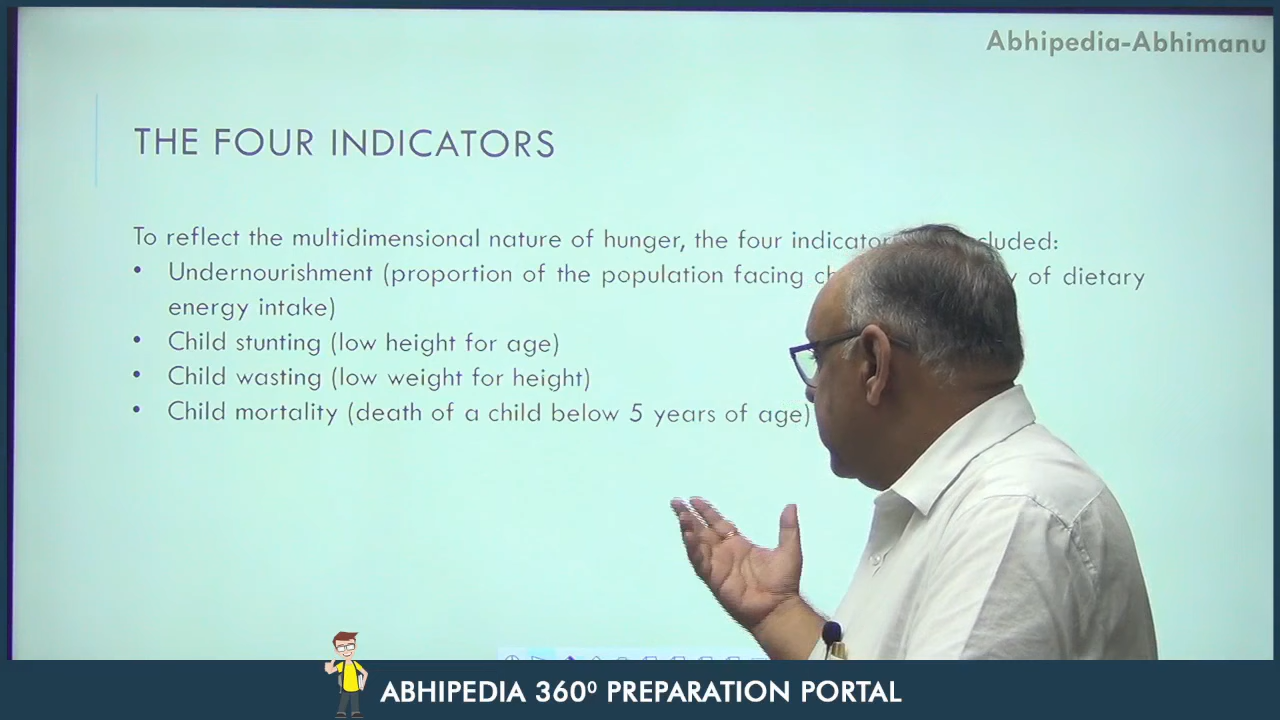 Abhipedia-Abhimanu
THE FOUR INDICATORS
To reflect the multidimensional nature of hunger, the four indicator cluded:
• Undernourishment (proportion of the population facing of dietary
energy intake)
• Child stunting (low height for age)
• Child wasting (low weight for height)
• Child mortality (death of a child below 5 years of age)
ABHIPEDIA 360⁰ PREPARATION PORTAL